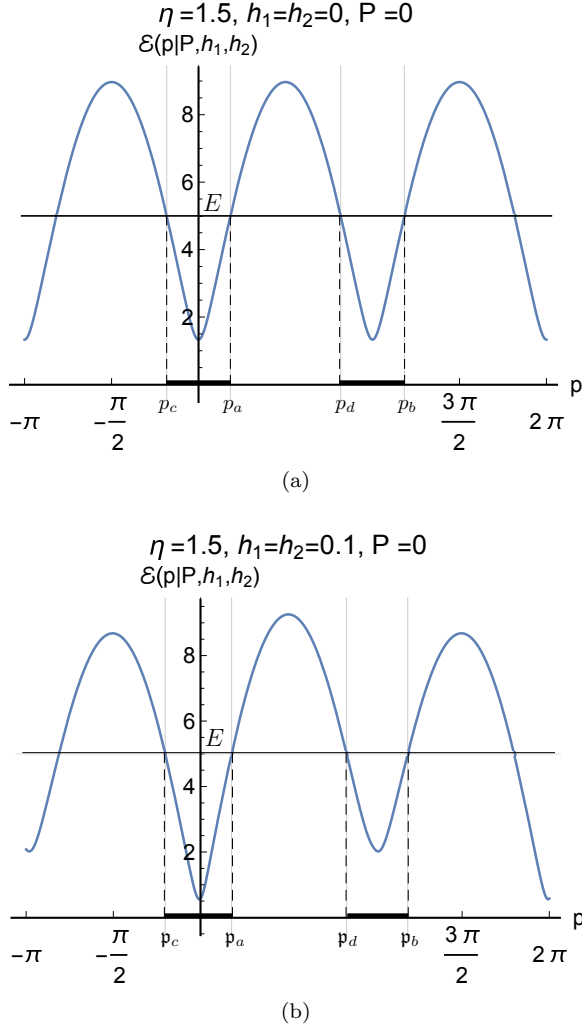 η =1.5, h₁=h₂=0, P =0
ℰ(p|P,h₁,h₂)
8
6
E
4
2
p
p_c p_a p_d p_b
−π −π/2 3π/2 2π
(a)
η =1.5, h₁=h₂=0.1, P =0
ℰ(p|P,h₁,h₂)
8
6
E
4
2
p
𝔭_c 𝔭_a 𝔭_d 𝔭_b
−π −π/2 3π/2 2π
(b)